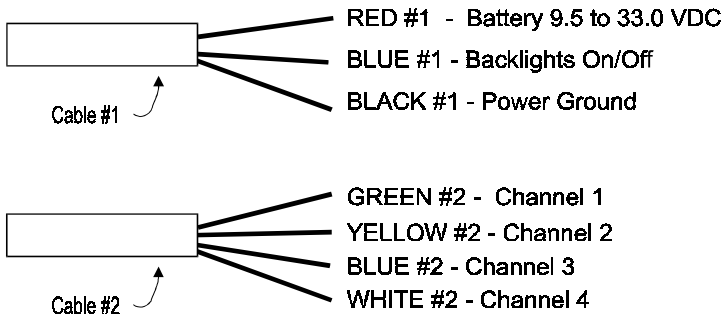 RED #1 - Battery 9.5 to 33.0 VDC
BLUE #1 - Backlights On/Off
BLACK #1 - Power Ground
Cable #1
GREEN #2 - Channel 1
YELLOW #2 - Channel 2
BLUE #2 - Channel 3
WHITE #2 - Channel 4
Cable #2